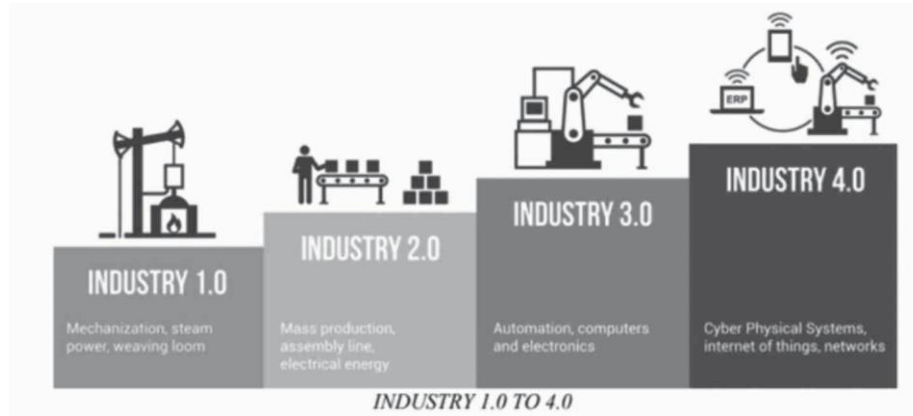 ERP
INDUSTRY 1.0
Mechanization, steam
power, weaving loom
INDUSTRY 2.0
Mass production,
assembly line,
electrical energy
INDUSTRY 3.0
Automation, computers
and electronics
INDUSTRY 4.0
Cyber Physical Systems,
internet of things, networks
INDUSTRY 1.0 TO 4.0